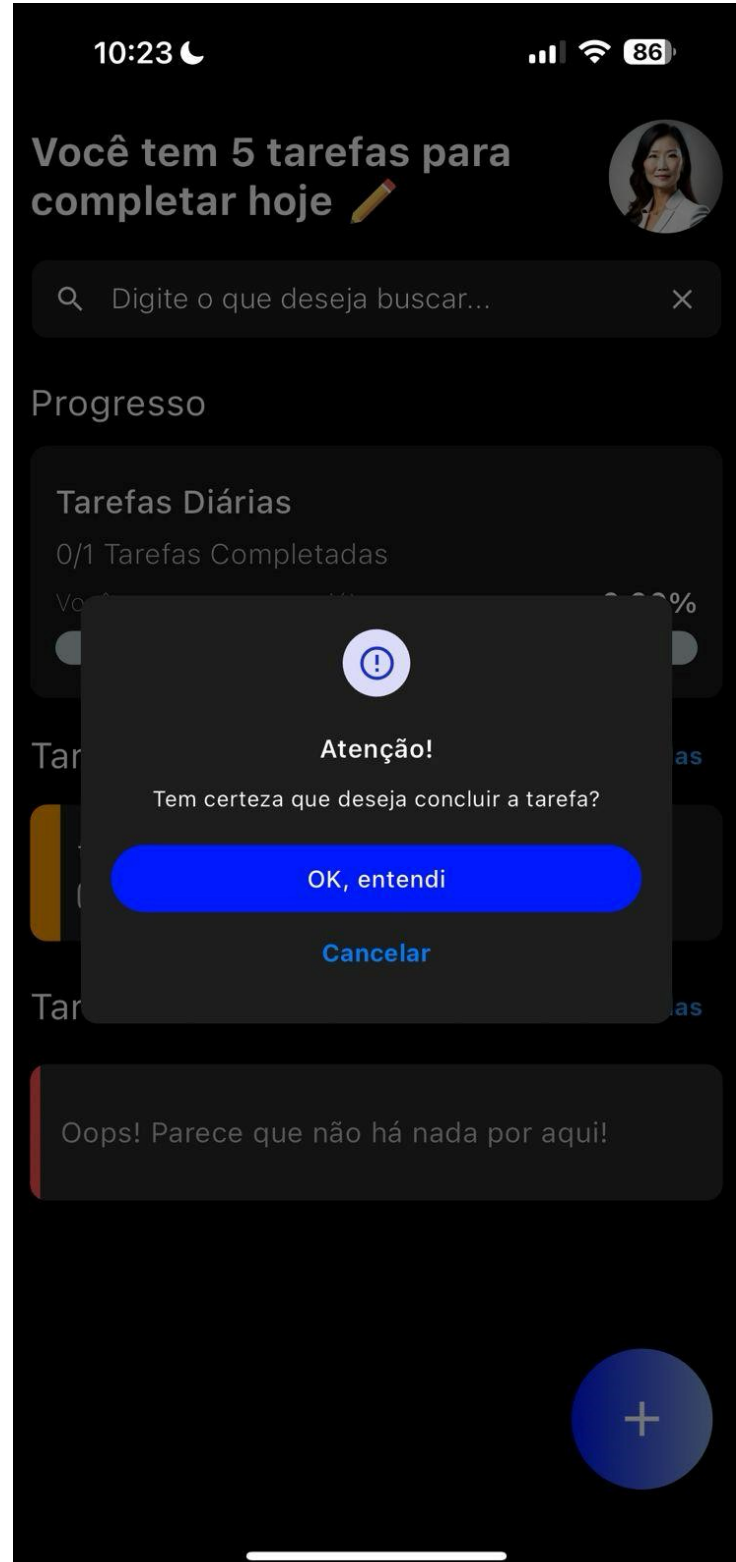 10:23
86
Você tem 5 tarefas para
completar hoje
Digite o que deseja buscar...
Progresso
Tarefas Diárias
0/1 Tarefas Completadas
Atenção!
Tem certeza que deseja concluir a tarefa?
OK, entendi
Cancelar
Oops! Parece que não há nada por aqui!